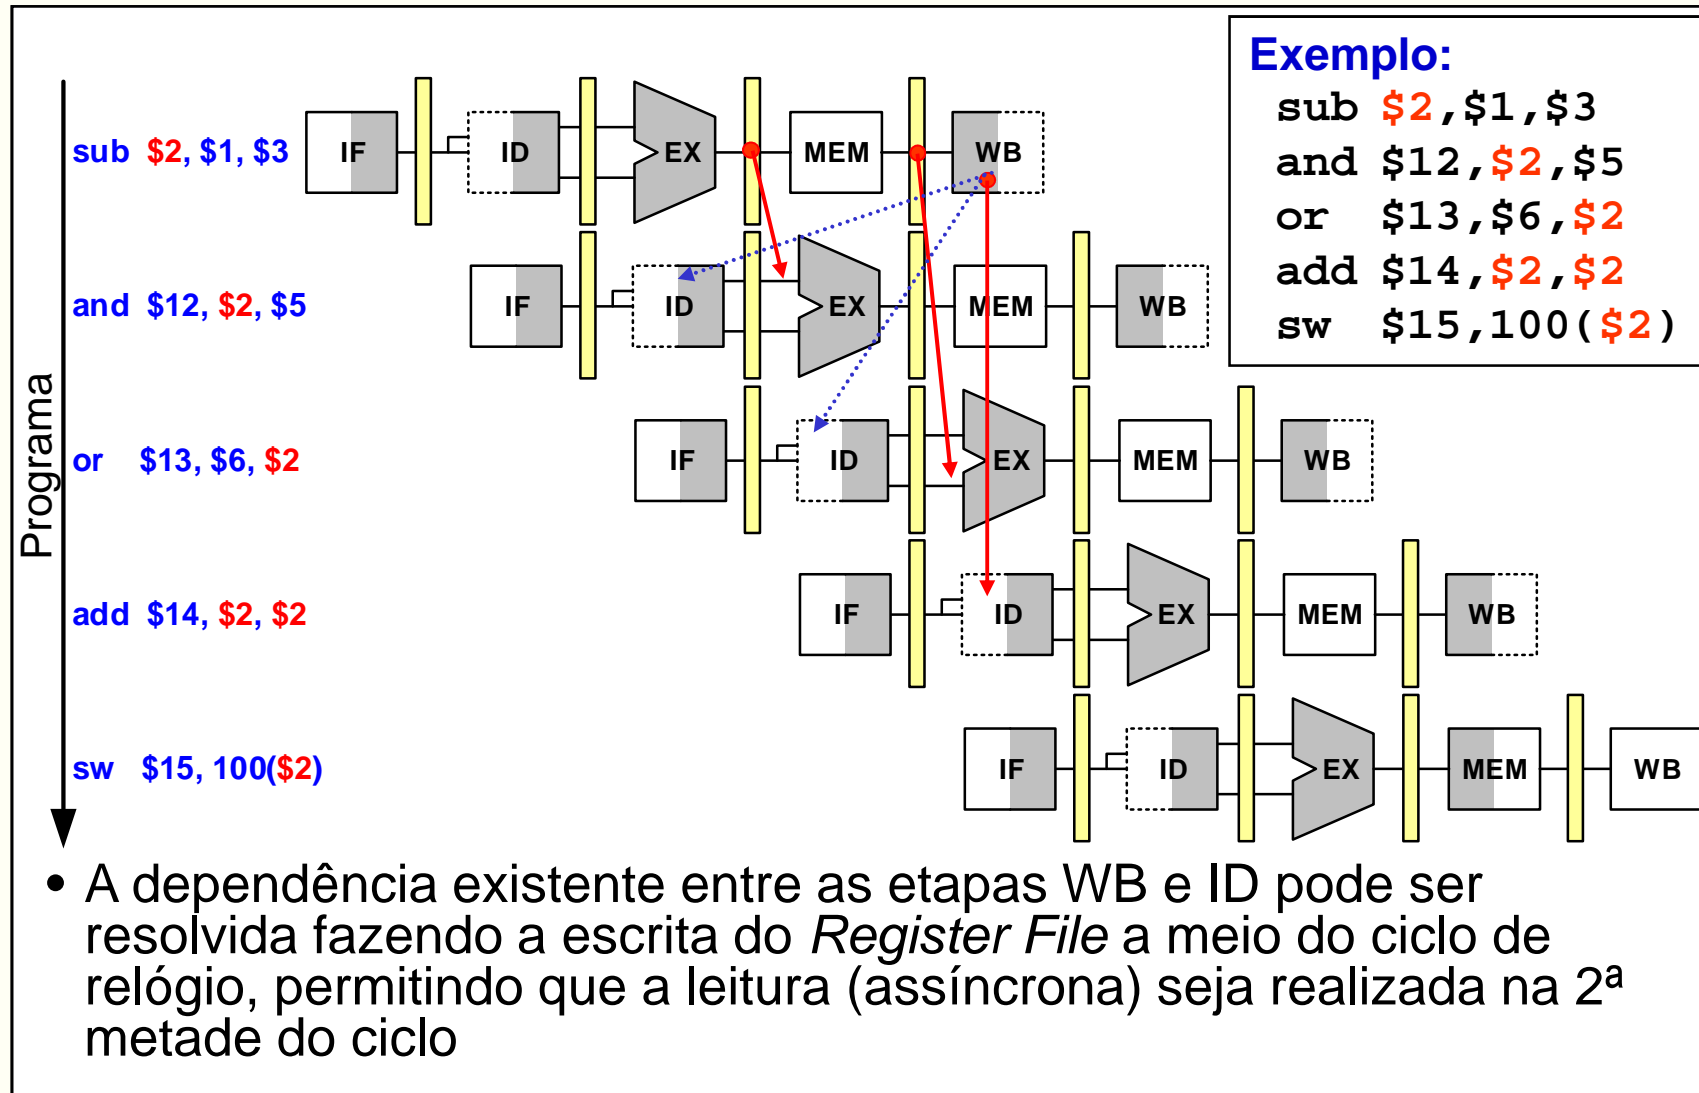 Exemplo:
sub $2,$1,$3
and $12,$2,$5
or $13,$6,$2
add $14,$2,$2
sw $15,100($2)
Programa
sub $2, $1, $3
IF ID EX MEM WB
and $12, $2, $5
IF ID EX MEM WB
or $13, $6, $2
IF ID EX MEM WB
add $14, $2, $2
IF ID EX MEM WB
sw $15, 100($2)
IF ID EX MEM WB
• A dependência existente entre as etapas WB e ID pode ser
resolvida fazendo a escrita do Register File a meio do ciclo de
relógio, permitindo que a leitura (assíncrona) seja realizada na 2ª
metade do ciclo